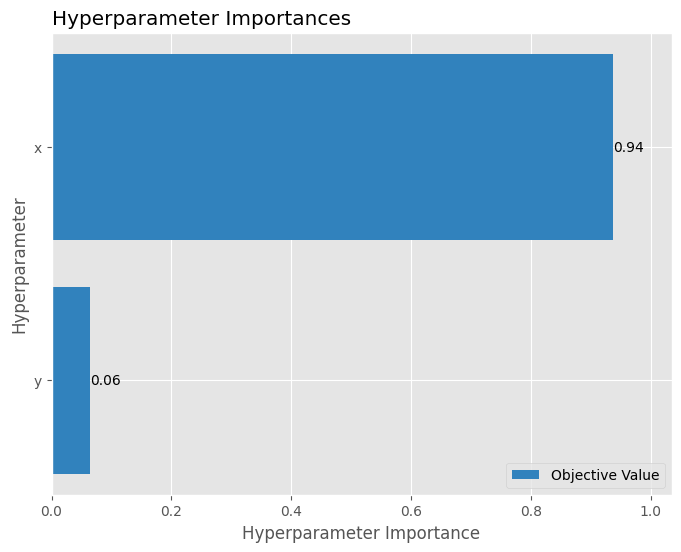 Hyperparameter Importances
Hyperparameter
x
0.94
y
0.06
Objective Value
0.0 0.2 0.4 0.6 0.8 1.0
Hyperparameter Importance